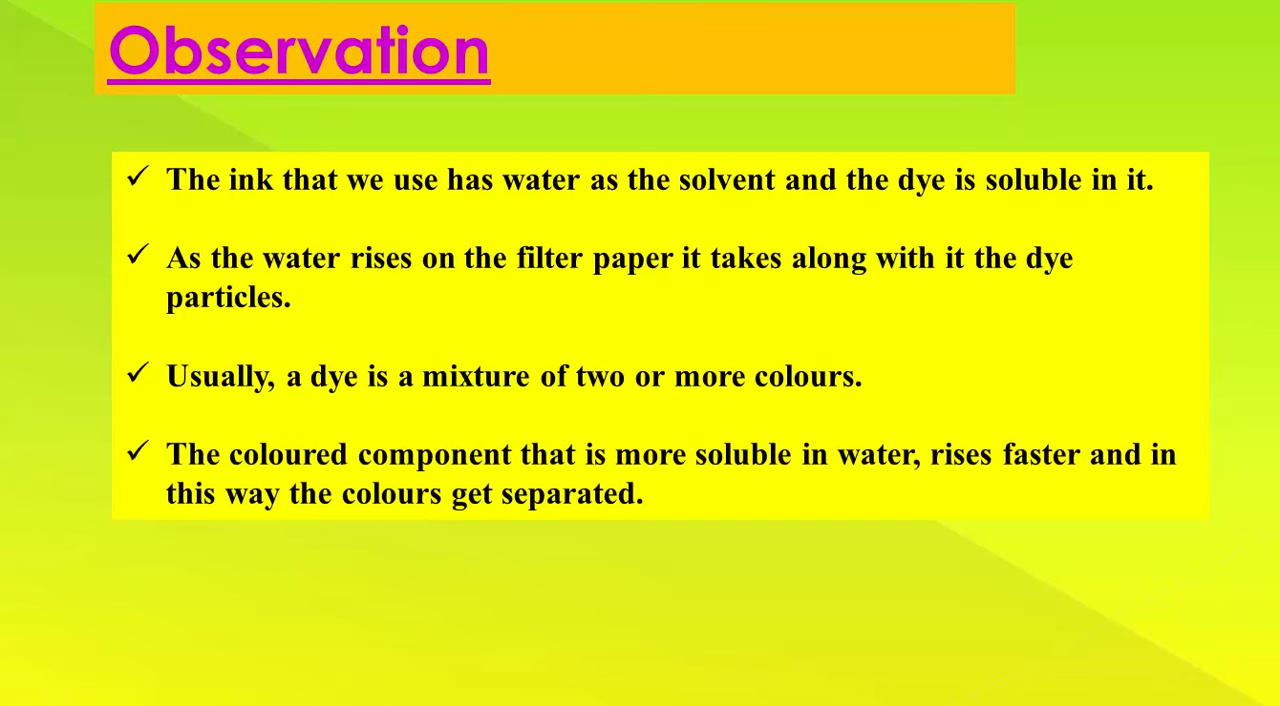 Observation
✓ The ink that we use has water as the solvent and the dye is soluble in it.
✓ As the water rises on the filter paper it takes along with it the dye
particles.
✓ Usually, a dye is a mixture of two or more colours.
✓ The coloured component that is more soluble in water, rises faster and in
this way the colours get separated.